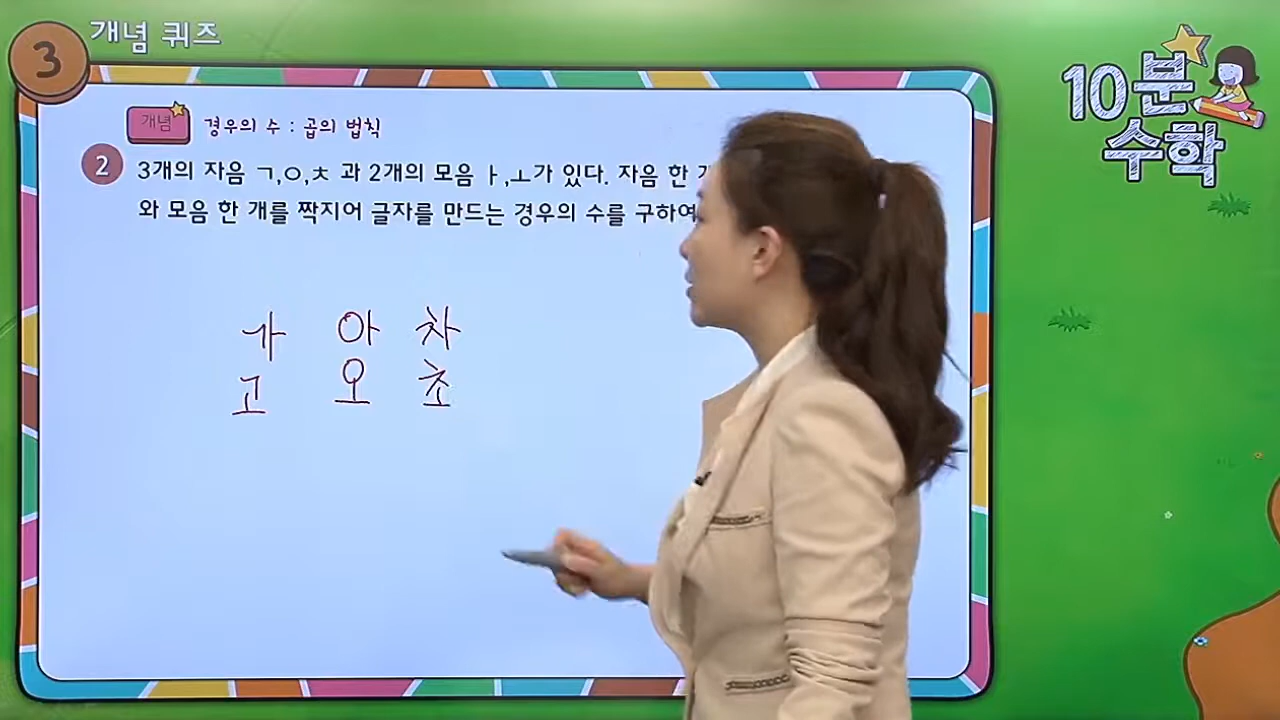 3
개념 퀴즈
10분
수학
개념
경우의 수 : 곱의 법칙
2
3개의 자음 ㄱ,ㅇ,ㅊ 과 2개의 모음 ㅏ,ㅗ가 있다. 자음 한
와 모음 한 개를 짝지어 글자를 만드는 경우의 수를 구하여
가 아 차
고 오 초